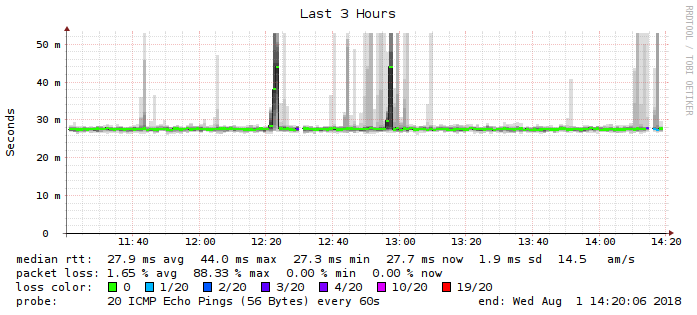 Last 3 Hours
RRDTOOL / TOBI OETIKER
Seconds
50 m
40 m
30 m
20 m
10 m
0
11:40 12:00 12:20 12:40 13:00 13:20 13:40 14:00 14:20
median rtt: 27.9 ms avg 44.0 ms max 27.3 ms min 27.7 ms now 1.9 ms sd 14.5 am/s
packet loss: 1.65 % avg 88.33 % max 0.00 % min 0.00 % now
loss color: 0 1/20 2/20 3/20 4/20 10/20 19/20
probe: 20 ICMP Echo Pings (56 Bytes) every 60s end: Wed Aug 1 14:20:06 2018